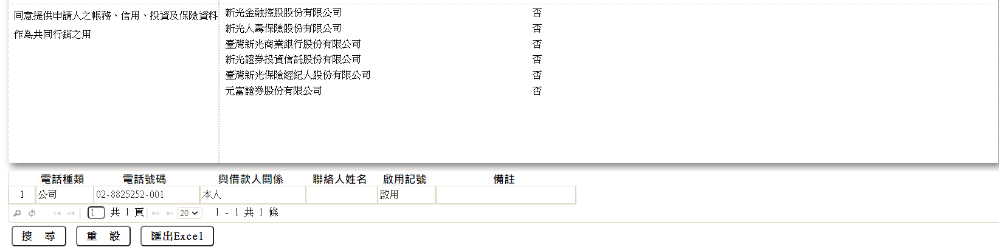 同意提供申請人之帳務、信用、投資及保險資料
作為共同行銷之用
新光金融控股股份有限公司 否
新光人壽保險股份有限公司 否
臺灣新光商業銀行股份有限公司 否
新光證券投資信託股份有限公司 否
臺灣新光保險經紀人股份有限公司 否
元富證券股份有限公司 否
電話種類 電話號碼 與借款人關係 聯絡人姓名 啟用記號 備註
1 公司 02-8825252-001 本人 啟用
1 共 1 頁 20 1 - 1 共 1 條
搜 尋 重 設 匯出Excel